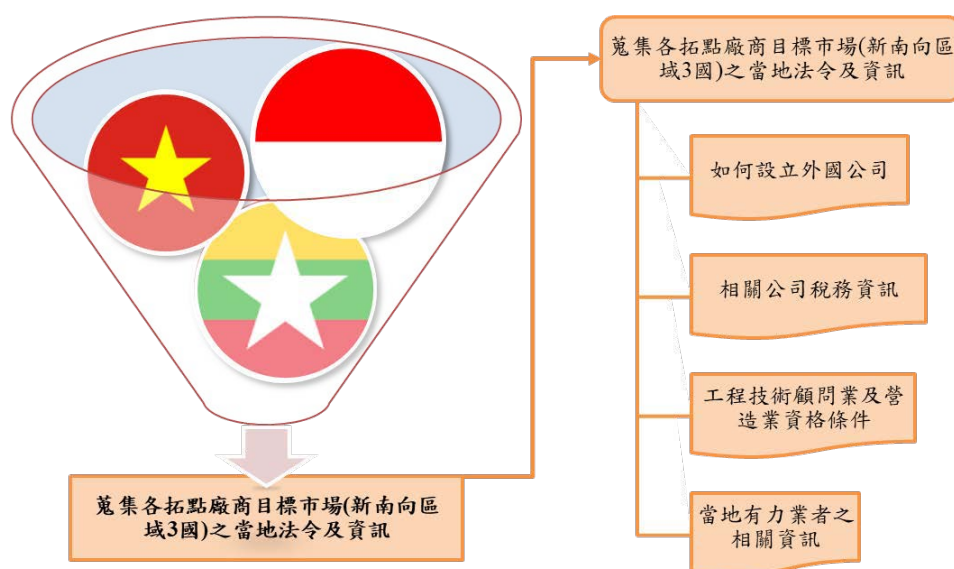 蒐集各拓點廠商目標市場(新南向區
域3國)之當地法令及資訊
蒐集各拓點廠商目標市場(新南向區
域3國)之當地法令及資訊
如何設立外國公司
相關公司稅務資訊
工程技術顧問業及營
造業資格條件
當地有力業者之
相關資訊